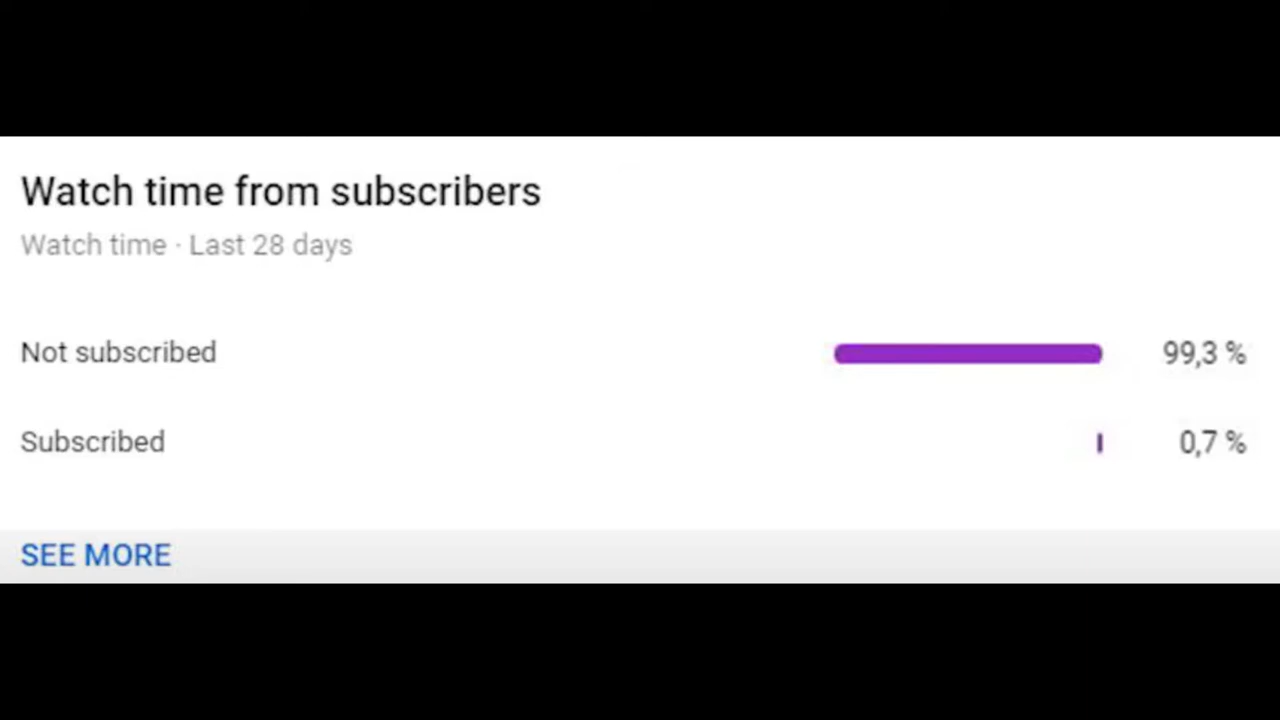 Watch time from subscribers
Watch time · Last 28 days
Not subscribed 99,3 %
Subscribed 0,7 %
SEE MORE